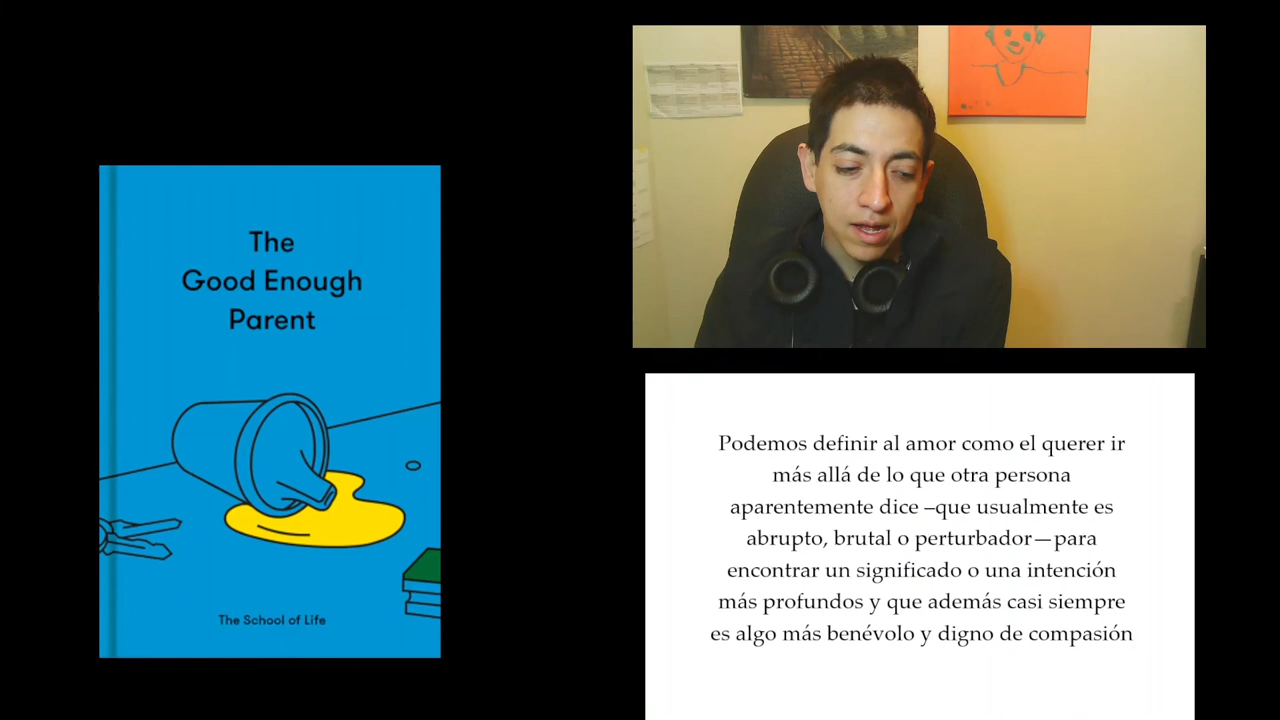 The
Good Enough
Parent
The School of Life
Podemos definir al amor como el querer ir
más allá de lo que otra persona
aparentemente dice –que usualmente es
abrupto, brutal o perturbador—para
encontrar un significado o una intención
más profundos y que además casi siempre
es algo más benévolo y digno de compasión